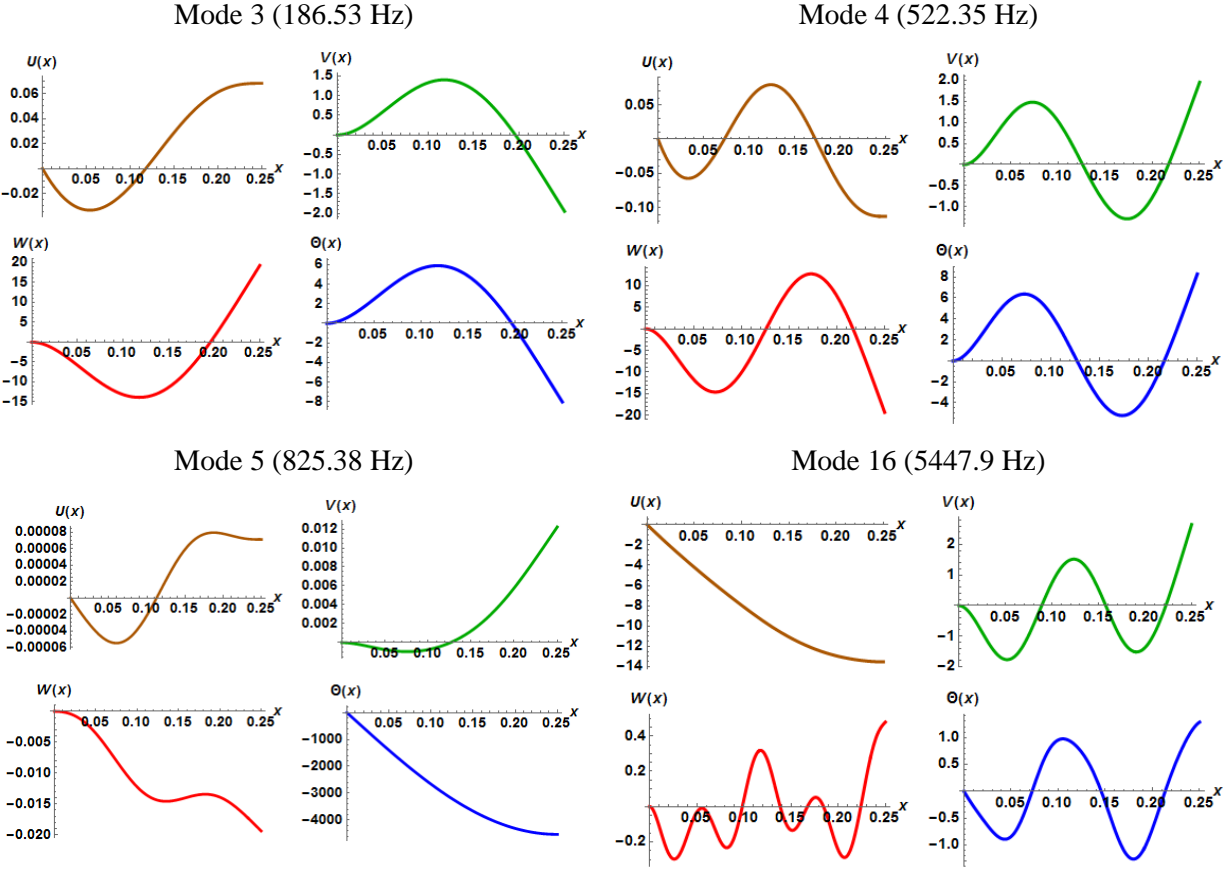 Mode 3 (186.53 Hz)
Mode 4 (522.35 Hz)
U(x)
0.06
0.04
0.02
−0.02
0.05 0.10 0.15 0.20 0.25 x
V(x)
1.5
1.0
0.5
−0.5
−1.0
−1.5
−2.0
0.05 0.10 0.15 0.20 0.25 x
U(x)
0.05
−0.05
−0.10
0.05 0.10 0.15 0.20 0.25 x
V(x)
2.0
1.5
1.0
0.5
−0.5
−1.0
0.05 0.10 0.15 0.20 0.25 x
W(x)
20
15
10
5
−5
−10
−15
0.05 0.10 0.15 0.20 0.25 x
Θ(x)
6
4
2
−2
−4
−6
−8
0.05 0.10 0.15 0.20 0.25 x
W(x)
10
5
−5
−10
−15
−20
0.05 0.10 0.15 0.20 0.25 x
Θ(x)
8
6
4
2
−2
−4
0.05 0.10 0.15 0.20 0.25 x
Mode 5 (825.38 Hz)
Mode 16 (5447.9 Hz)
U(x)
0.00008
0.00006
0.00004
0.00002
−0.00002
−0.00004
−0.00006
0.05 0.10 0.15 0.20 0.25 x
V(x)
0.012
0.010
0.008
0.006
0.004
0.002
0.05 0.10 0.15 0.20 0.25 x
U(x)
−2
−4
−6
−8
−10
−12
−14
0.05 0.10 0.15 0.20 0.25 x
V(x)
2
1
−1
−2
0.05 0.10 0.15 0.20 0.25 x
W(x)
−0.005
−0.010
−0.015
−0.020
0.05 0.10 0.15 0.20 0.25 x
Θ(x)
−1000
−2000
−3000
−4000
0.05 0.10 0.15 0.20 0.25 x
W(x)
0.4
0.2
−0.2
0.05 0.10 0.15 0.20 0.25 x
Θ(x)
1.0
0.5
−0.5
−1.0
0.05 0.10 0.15 0.20 0.25 x